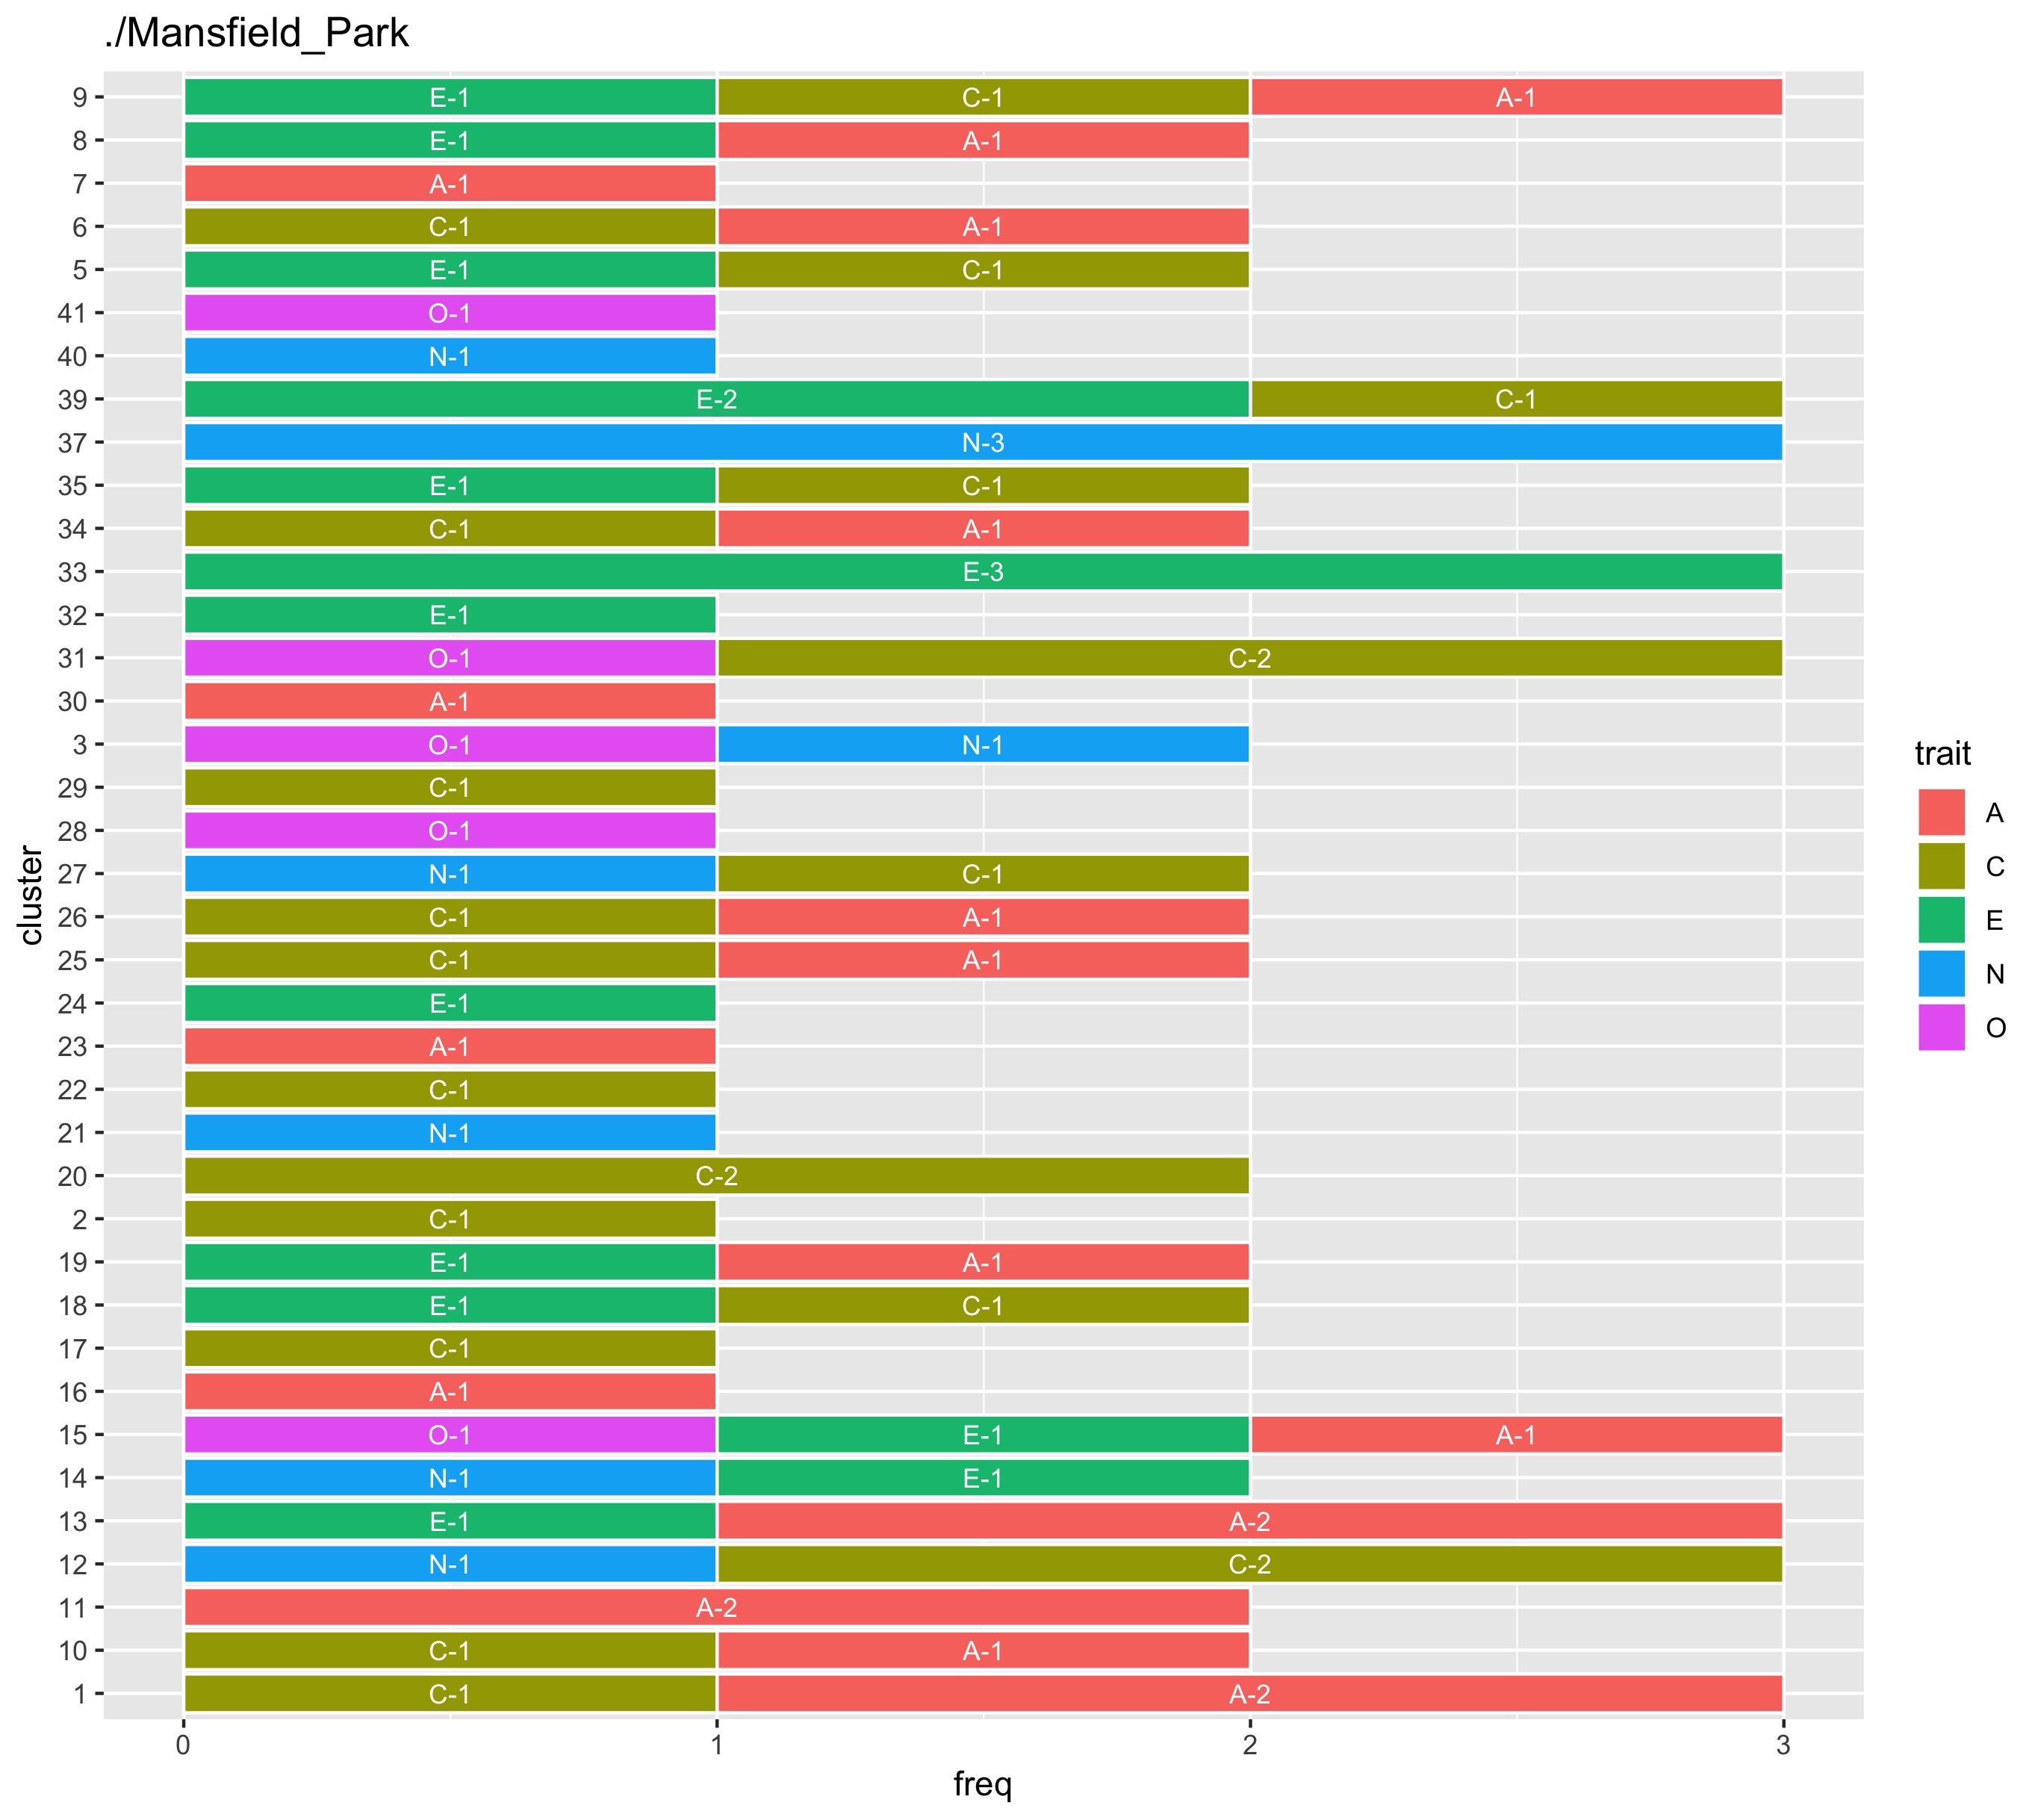 ./Mansfield_Park
cluster
9 E-1 C-1 A-1
8 E-1 A-1
7 A-1
6 C-1 A-1
5 E-1 C-1
41 O-1
40 N-1
39 E-2 C-1
37 N-3
35 E-1 C-1
34 C-1 A-1
33 E-3
32 E-1
31 O-1 C-2
30 A-1
3 O-1 N-1
29 C-1
28 O-1
27 N-1 C-1
26 C-1 A-1
25 C-1 A-1
24 E-1
23 A-1
22 C-1
21 N-1
20 C-2
2 C-1
19 E-1 A-1
18 E-1 C-1
17 C-1
16 A-1
15 O-1 E-1 A-1
14 N-1 E-1
13 E-1 A-2
12 N-1 C-2
11 A-2
10 C-1 A-1
1 C-1 A-2
0 1 2 3
freq
trait
A
C
E
N
O